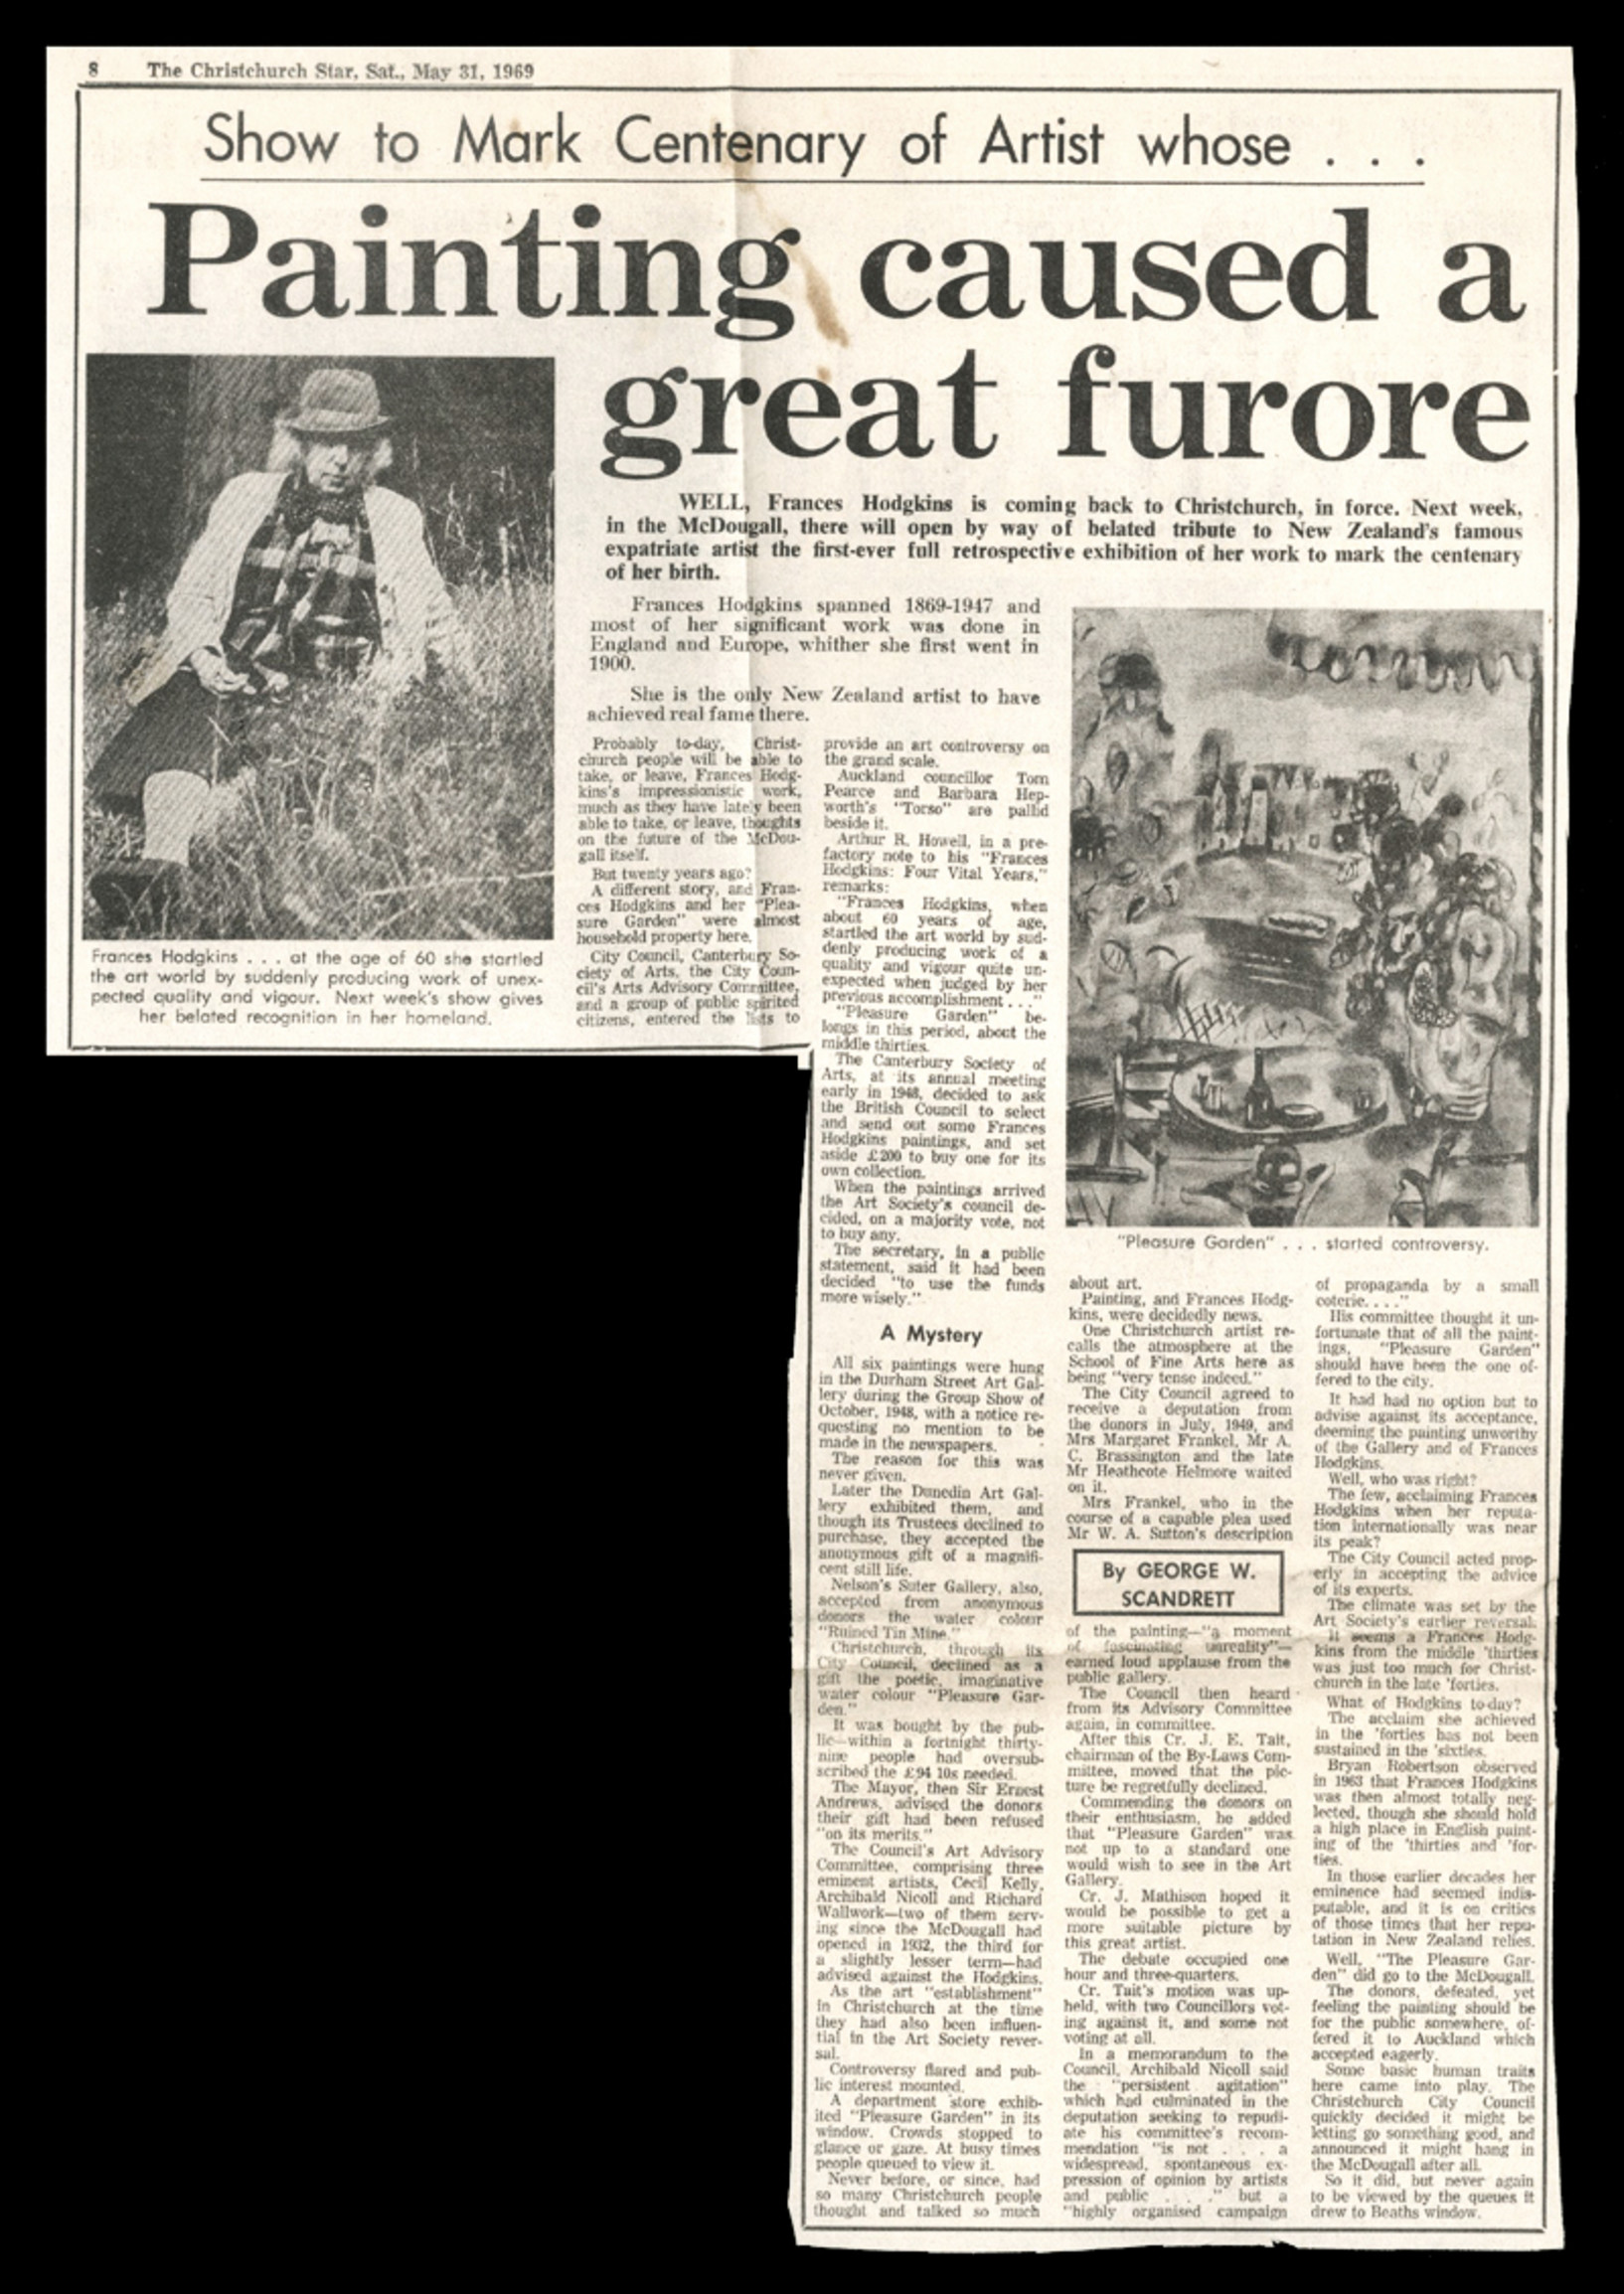 8 The Christchurch Star, Sat., May 31, 1969
Show to Mark Centenary of Artist whose . . .
Painting caused a
great furore
WELL, Frances Hodgkins is coming back to Christchurch, in force. Next week,
in the McDougall, there will open by way of belated tribute to New Zealand's famous
expatriate artist the first-ever full retrospective exhibition of her work to mark the centenary
of her birth.
Frances Hodgkins . . . at the age of 60 she startled
the art world by suddenly producing work of unex-
pected quality and vigour. Next week's show gives
her belated recognition in her homeland.
Frances Hodgkins spanned 1869-1947 and
most of her significant work was done in
England and Europe, whither she first went in
1900.
She is the only New Zealand artist to have
achieved real fame there.
Probably to-day, Christ-
church people will be able to
take, or leave, Frances Hodg-
kins's impressionistic work,
much as they have lately been
able to take, or leave, thoughts
on the future of the McDou-
gall itself.
But twenty years ago?
A different story, and Fran-
ces Hodgkins and her "Plea-
sure Garden" were almost
household property here.
City Council, Canterbury So-
ciety of Arts, the City Coun-
cil's Arts Advisory Committee,
and a group of public spirited
citizens, entered the lists to
provide an art controversy on
the grand scale.
Auckland councillor Tom
Pearce and Barbara Hep-
worth's "Torso" are pallid
beside it.
Arthur R. Howell, in a pre-
factory note to his "Frances
Hodgkins: Four Vital Years,"
remarks:
"Frances Hodgkins, when
about 60 years of age,
startled the art world by sud-
denly producing work of a
quality and vigour quite un-
expected when judged by her
previous accomplishment . . ."
"Pleasure Garden" be-
longs in this period, about the
middle thirties.
The Canterbury Society of
Arts, at its annual meeting
early in 1948, decided to ask
the British Council to select
and send out some Frances
Hodgkins paintings, and set
aside £200 to buy one for its
own collection.
When the paintings arrived
the Art Society's council de-
cided, on a majority vote, not
to buy any.
The secretary, in a public
statement, said it had been
decided "to use the funds
more wisely."
A Mystery
All six paintings were hung
in the Durham Street Art Gal-
lery during the Group Show of
October, 1948, with a notice re-
questing no mention to be
made in the newspapers.
The reason for this was
never given.
Later the Dunedin Art Gal-
lery exhibited them, and
though its Trustees declined to
purchase, they accepted the
anonymous gift of a magnifi-
cent still life.
Nelson's Suter Gallery, also,
accepted from anonymous
donors the water colour
"Ruined Tin Mine."
Christchurch, through its
City Council, declined as a
gift the poetic, imaginative
water colour "Pleasure Gar-
den."
It was bought by the pub-
lic—within a fortnight thirty-
nine people had oversub-
scribed the £94 10s needed.
The Mayor, then Sir Ernest
Andrews, advised the donors
their gift had been refused
"on its merits."
The Council's Art Advisory
Committee, comprising three
eminent artists, Cecil Kelly,
Archibald Nicoll and Richard
Wallwork—two of them serv-
ing since the McDougall had
opened in 1932, the third for
a slightly lesser term—had
advised against the Hodgkins.
As the art "establishment"
in Christchurch at the time
they had also been influen-
tial in the Art Society rever-
sal.
Controversy flared and pub-
lic interest mounted.
A department store exhib-
ited "Pleasure Garden" in its
window. Crowds stopped to
glance or gaze. At busy times
people queued to view it.
Never before, or since, had
so many Christchurch people
thought and talked so much
"Pleasure Garden" . . . started controversy.
about art.
Painting, and Frances Hodg-
kins, were decidedly news.
One Christchurch artist re-
calls the atmosphere at the
School of Fine Arts here as
being "very tense indeed."
The City Council agreed to
receive a deputation from
the donors in July, 1949, and
Mrs Margaret Frankel, Mr A.
C. Brassington and the late
Mr Heathcote Helmore waited
on it.
Mrs Frankel, who in the
course of a capable plea used
Mr W. A. Sutton's description
By GEORGE W.
SCANDRETT
of the painting—"a moment
of fascinating unreality"—
earned loud applause from the
public gallery.
The Council then heard
from its Advisory Committee
again, in committee.
After this Cr. J. E. Tait,
chairman of the By-Laws Com-
mittee, moved that the pic-
ture be regretfully declined.
Commending the donors on
their enthusiasm, he added
that "Pleasure Garden" was
not up to a standard one
would wish to see in the Art
Gallery.
Cr. J. Mathison hoped it
would be possible to get a
more suitable picture by
this great artist.
The debate occupied one
hour and three-quarters.
Cr. Tait's motion was up-
held, with two Councillors vot-
ing against it, and some not
voting at all.
In a memorandum to the
Council, Archibald Nicoll said
the "persistent agitation"
which had culminated in the
deputation seeking to repudi-
ate his committee's recom-
mendation "is not . . . a
widespread, spontaneous ex-
pression of opinion by artists
and public . . ." but a
"highly organised campaign
of propaganda by a small
coterie. . . ."
His committee thought it un-
fortunate that of all the paint-
ings, "Pleasure Garden"
should have been the one of-
fered to the city.
It had had no option but to
advise against its acceptance,
deeming the painting unworthy
of the Gallery and of Frances
Hodgkins.
Well, who was right?
The few, acclaiming Frances
Hodgkins when her reputa-
tion internationally was near
its peak?
The City Council acted prop-
erly in accepting the advice
of its experts.
The climate was set by the
Art Society's earlier reversal.
It seems a Frances Hodg-
kins from the middle 'thirties
was just too much for Christ-
church in the late 'forties.
What of Hodgkins to-day?
The acclaim she achieved
in the 'forties has not been
sustained in the 'sixties.
Bryan Robertson observed
in 1963 that Frances Hodgkins
was then almost totally neg-
lected, though she should hold
a high place in English paint-
ing of the 'thirties and 'for-
ties.
In those earlier decades her
eminence had seemed indis-
putable, and it is on critics
of those times that her repu-
tation in New Zealand relies.
Well, "The Pleasure Gar-
den" did go to the McDougall.
The donors, defeated, yet
feeling the painting should be
for the public somewhere, of-
fered it to Auckland which
accepted eagerly.
Some basic human traits
here came into play. The
Christchurch City Council
quickly decided it might be
letting go something good, and
announced it might hang in
the McDougall after all.
So it did, but never again
to be viewed by the queues it
drew to Beaths window.